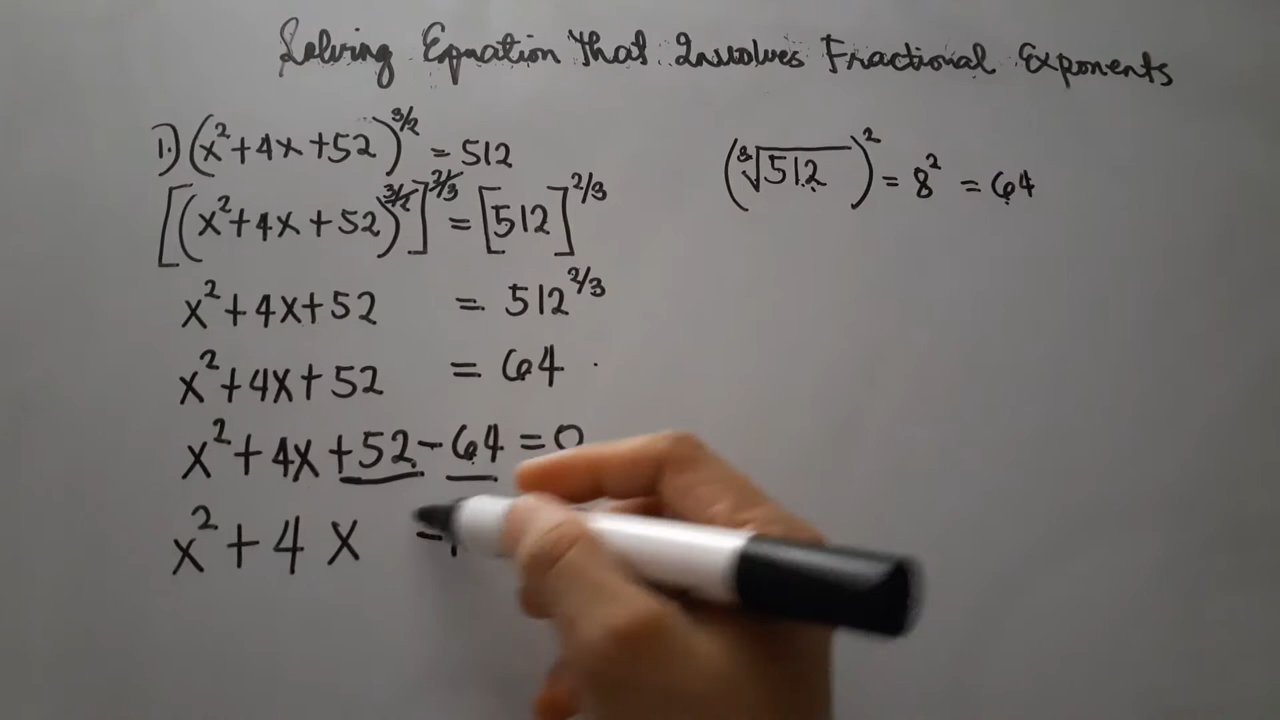 Solving Equation That Involves Fractional Exponents
1.) (x²+4x+52)^3/2 = 512
[(x²+4x+52)^3/2]^2/3 = [512]^2/3
x²+4x+52 = 512^2/3
x²+4x+52 = 64
x²+4x+52-64=0
x²+4x -
(∛512)² = 8² = 64